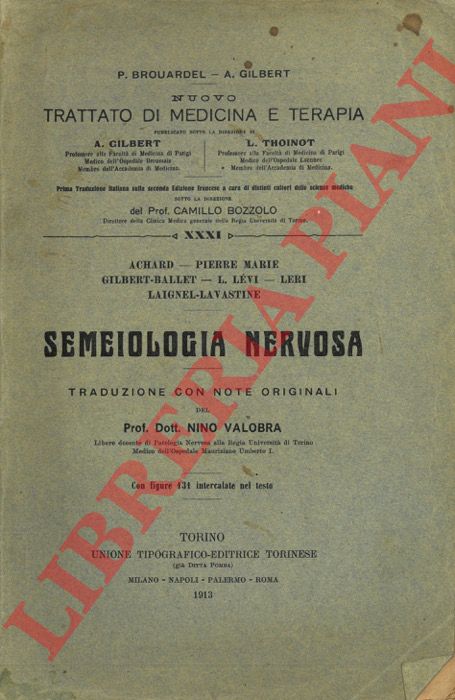 P. BROUARDEL — A. GILBERT
NUOVO
TRATTATO DI MEDICINA E TERAPIA
PUBBLICATO SOTTO LA DIREZIONE DI
A. GILBERT
Professore alla Facoltà di Medicina di Parigi
Medico dell'Ospedale Broussais
Membro dell'Accademia di Medicina.
L. THOINOT
Professore alla Facoltà di Medicina di Parigi
Medico dell'Ospedale Laënnec
Membro dell'Accademia di Medicina.
Prima Traduzione italiana sulla seconda Edizione francese a cura di distinti cultori delle scienze mediche
SOTTO LA DIREZIONE
del Prof. CAMILLO BOZZOLO
Direttore della Clinica Medica generale della Regia Università di Torino.
XXXI
ACHARD — PIERRE MARIE
GILBERT-BALLET — L. LÉVI — LERI
LAIGNEL-LAVASTINE
SEMEIOLOGIA NERVOSA
TRADUZIONE CON NOTE ORIGINALI
DEL
Prof. Dott. NINO VALOBRA
Libero docente di Patologia Nervosa alla Regia Università di Torino
Medico dell'Ospedale Mauriziano Umberto I.
Con figure 131 intercalate nel testo
TORINO
UNIONE TIPOGRAFICO-EDITRICE TORINESE
(già Ditta Pomba)
MILANO - NAPOLI - PALERMO - ROMA
1913
LIBRERIA PIANI